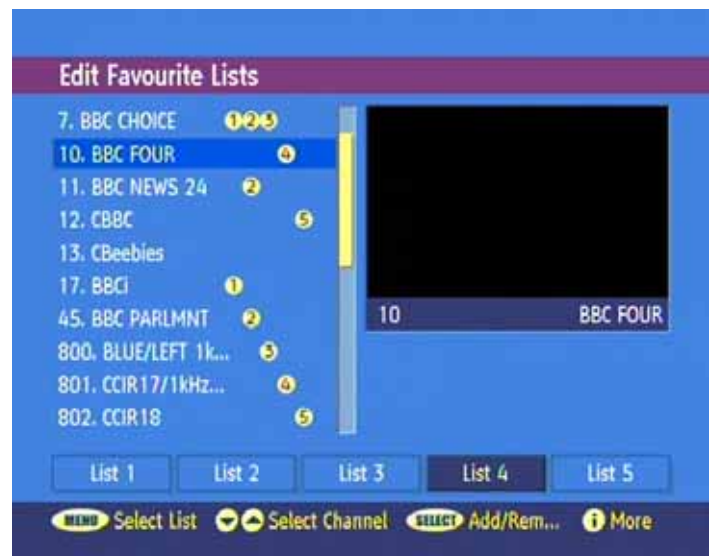 Edit Favourite Lists
7. BBC CHOICE 1 2 3
10. BBC FOUR 4
11. BBC NEWS 24 2
12. CBBC 5
13. CBeebies
17. BBCi 1
45. BBC PARLMNT 2
800. BLUE/LEFT 1k... 3
801. CCIR17/1kHz... 4
802. CCIR18 5
10 BBC FOUR
List 1 List 2 List 3 List 4 List 5
MENU Select List Select Channel SELECT Add/Rem... i More